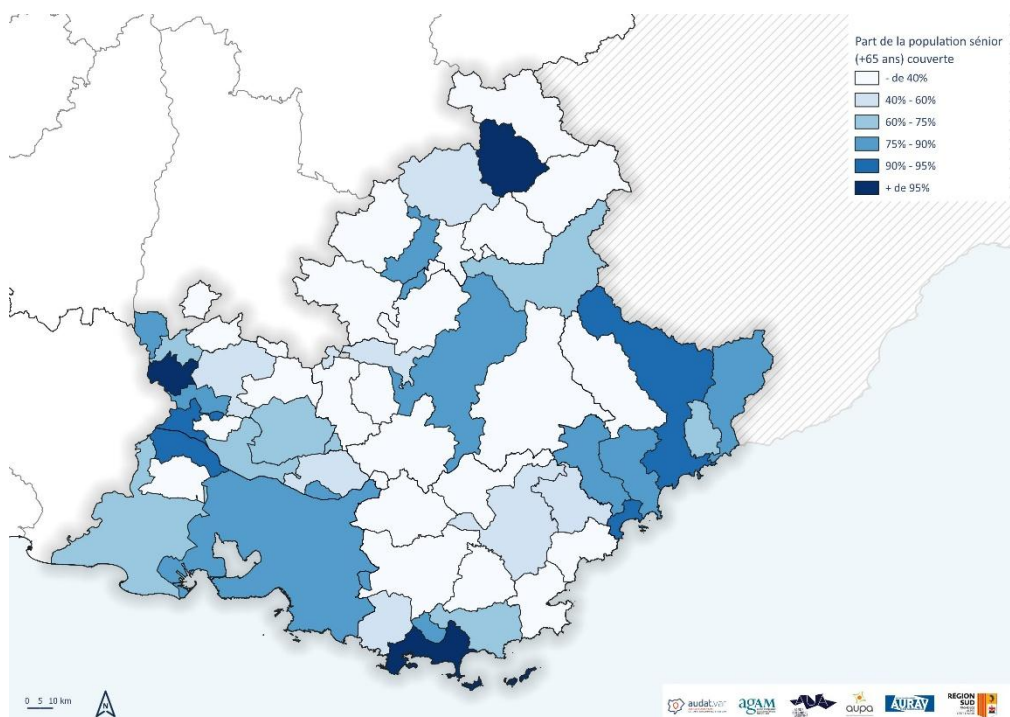 Part de la population sénior
(+65 ans) couverte
- de 40%
40% - 60%
60% - 75%
75% - 90%
90% - 95%
+ de 95%
0 5 10 km
N
audat.var
agam
aupa
AURAV
REGION
SUD